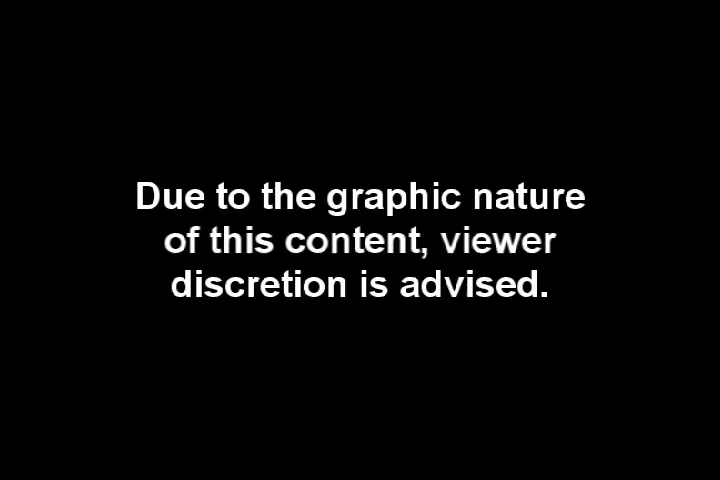 Due to the graphic nature
of this content, viewer
discretion is advised.